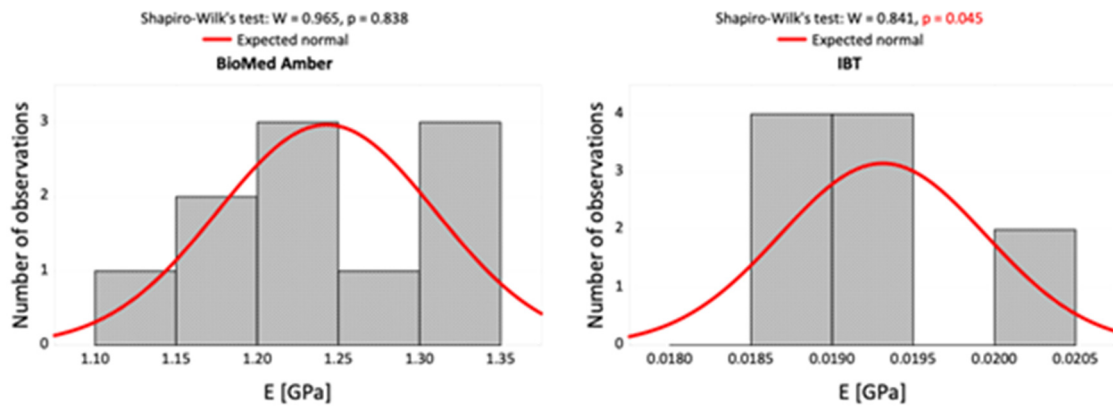 Shapiro-Wilk's test: W = 0.965, p = 0.838
Expected normal
BioMed Amber
Number of observations
3
2
1
0
1.10 1.15 1.20 1.25 1.30 1.35
E [GPa]
Shapiro-Wilk's test: W = 0.841, p = 0.045
Expected normal
IBT
Number of observations
4
3
2
1
0
0.0180 0.0185 0.0190 0.0195 0.0200 0.0205
E [GPa]